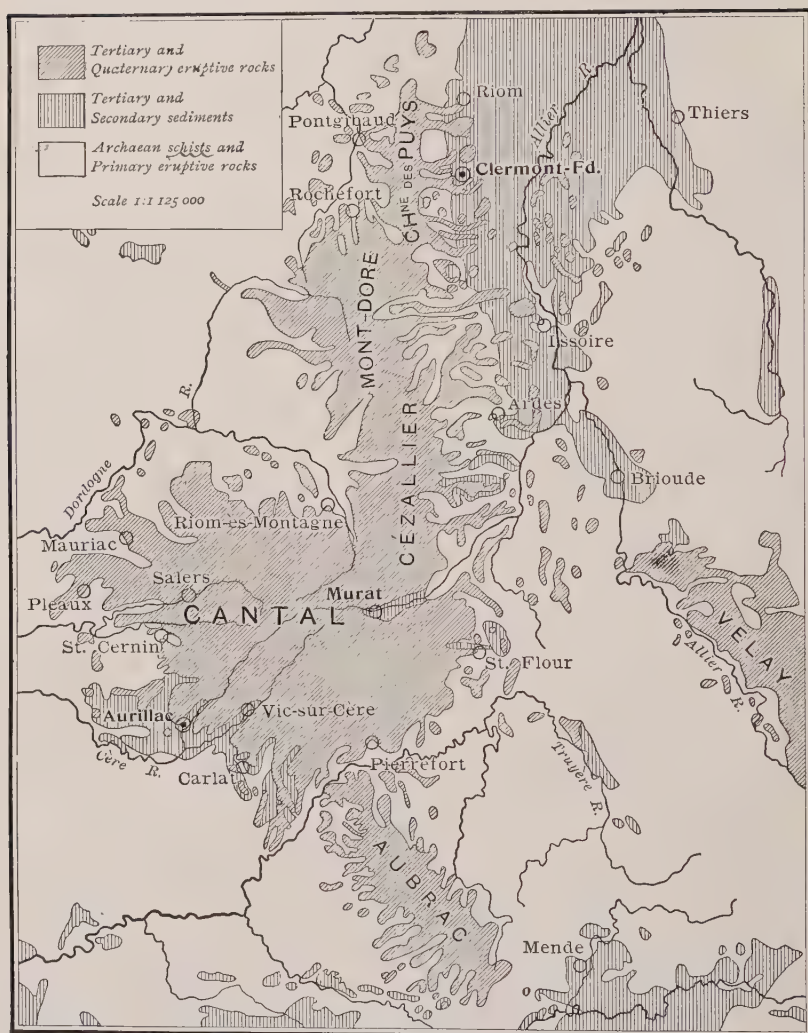 Tertiary and
Quaternary eruptive rocks
Tertiary and
Secondary sediments
Archaean schists and
Primary eruptive rocks
Scale 1:1 125 000
Riom
Allier R.
Thiers
Pontgibaud
CHNE DES PUYS
Clermont-Fd.
Rochefort
MONT-DORE
Issoire
R.
Ardes
CÉZALLIER
Dordogne
Brioude
Riom-es-Montagne
Mauriac
Salers
Murat
Pleaux
CANTAL
VELAY
St. Cernin
St. Flour
Allier R.
Aurillac
Vic-sur-Cère
Cère R.
Carlat
Pierrefort
Truyère R.
AUBRAC
Mende